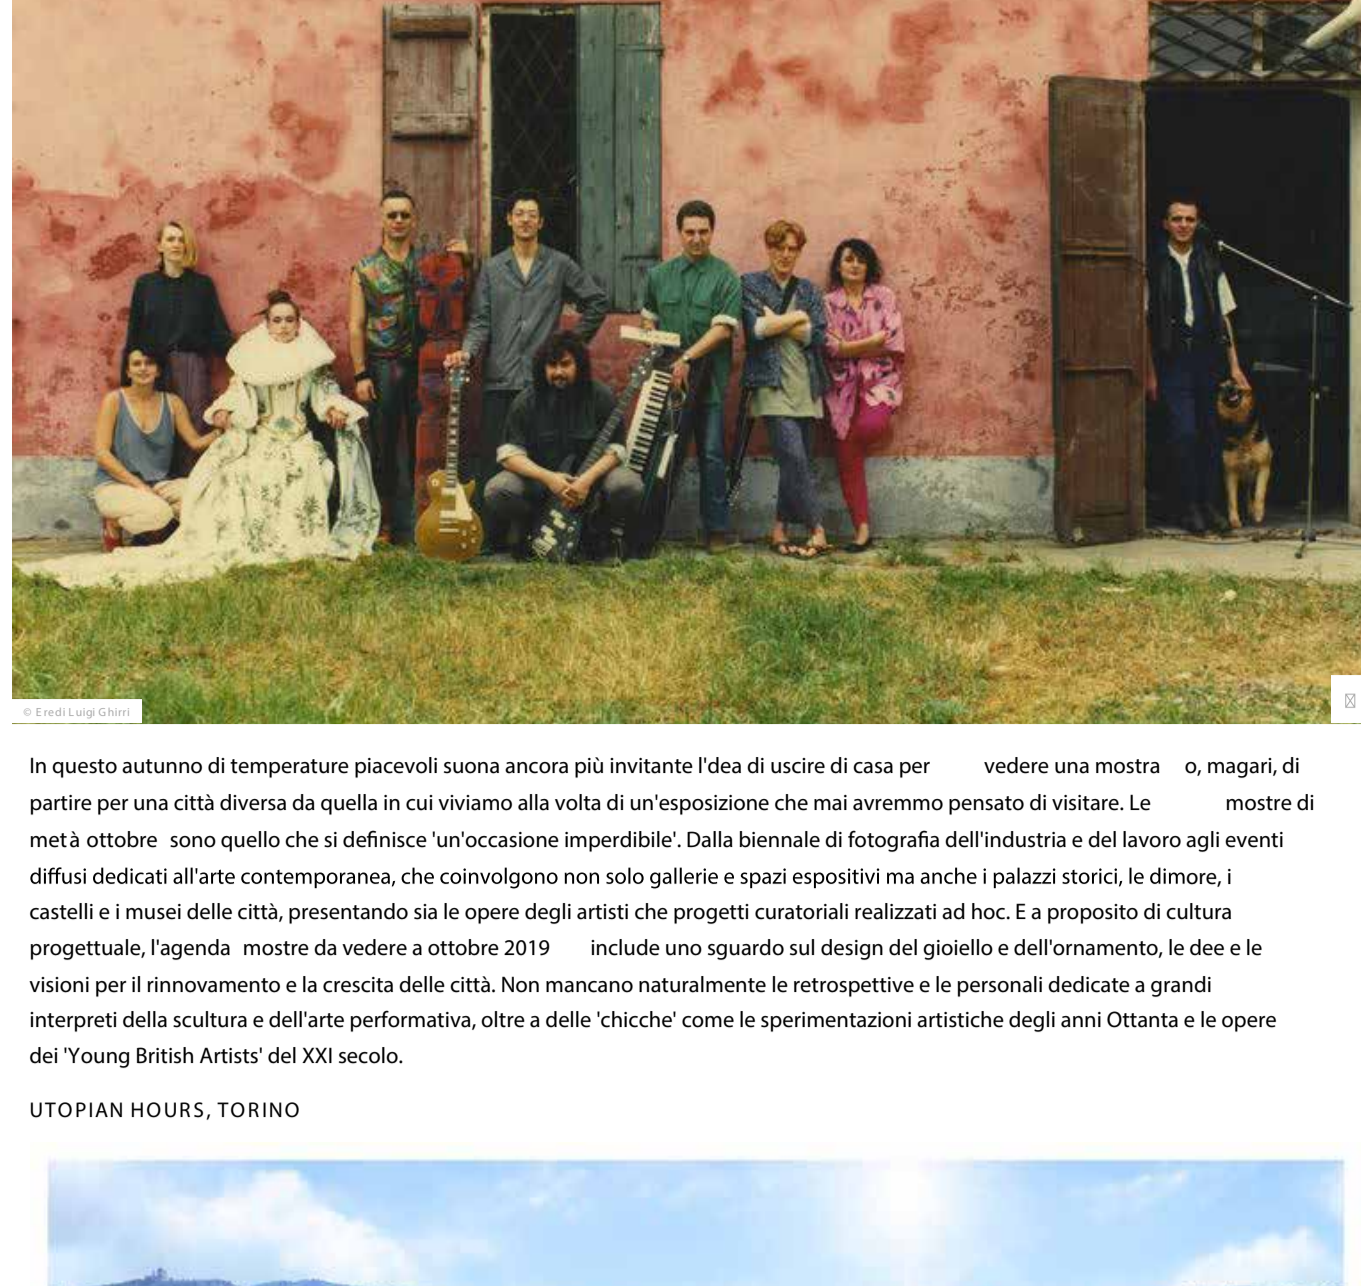 © Eredi Luigi Ghirri
In questo autunno di temperature piacevoli suona ancora più invitante l'dea di uscire di casa per vedere una mostra o, magari, di
partire per una città diversa da quella in cui viviamo alla volta di un'esposizione che mai avremmo pensato di visitare. Le mostre di
metà ottobre sono quello che si definisce 'un'occasione imperdibile'. Dalla biennale di fotografia dell'industria e del lavoro agli eventi
diffusi dedicati all'arte contemporanea, che coinvolgono non solo gallerie e spazi espositivi ma anche i palazzi storici, le dimore, i
castelli e i musei delle città, presentando sia le opere degli artisti che progetti curatoriali realizzati ad hoc. E a proposito di cultura
progettuale, l'agenda mostre da vedere a ottobre 2019 include uno sguardo sul design del gioiello e dell'ornamento, le dee e le
visioni per il rinnovamento e la crescita delle città. Non mancano naturalmente le retrospettive e le personali dedicate a grandi
interpreti della scultura e dell'arte performativa, oltre a delle 'chicche' come le sperimentazioni artistiche degli anni Ottanta e le opere
dei 'Young British Artists' del XXI secolo.
UTOPIAN HOURS, TORINO